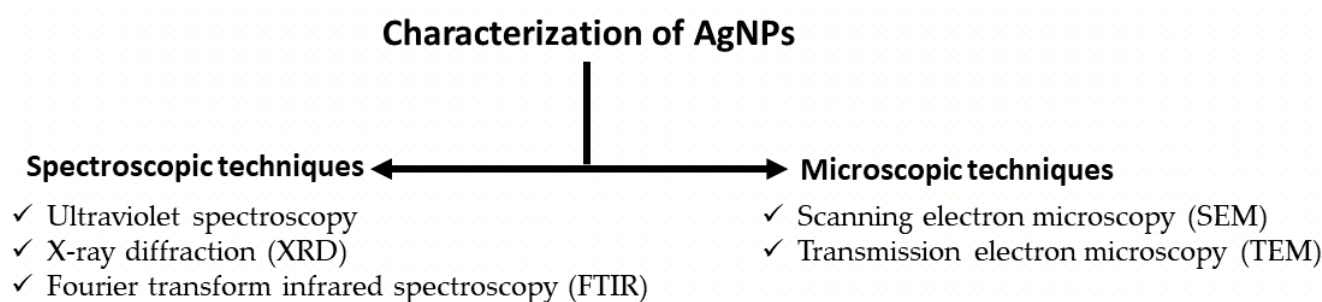 Characterization of AgNPs
Spectroscopic techniques
✓ Ultraviolet spectroscopy
✓ X-ray diffraction (XRD)
✓ Fourier transform infrared spectroscopy (FTIR)
Microscopic techniques
✓ Scanning electron microscopy (SEM)
✓ Transmission electron microscopy (TEM)